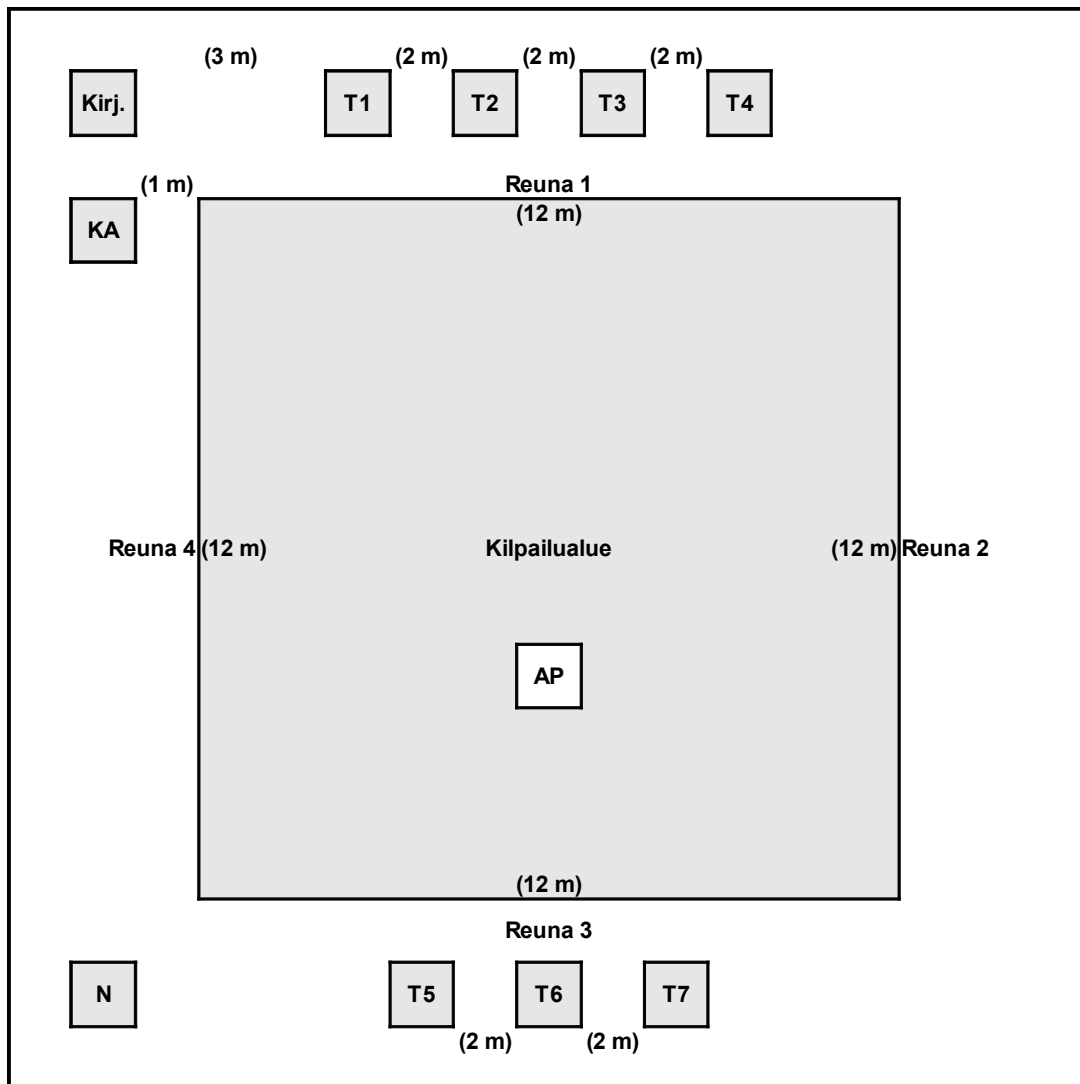 (3 m) (2 m) (2 m) (2 m)
Kirj. T1 T2 T3 T4
(1 m) Reuna 1
KA (12 m)
Reuna 4 (12 m) Kilpailualue (12 m) Reuna 2
AP
(12 m)
Reuna 3
N T5 T6 T7
(2 m) (2 m)